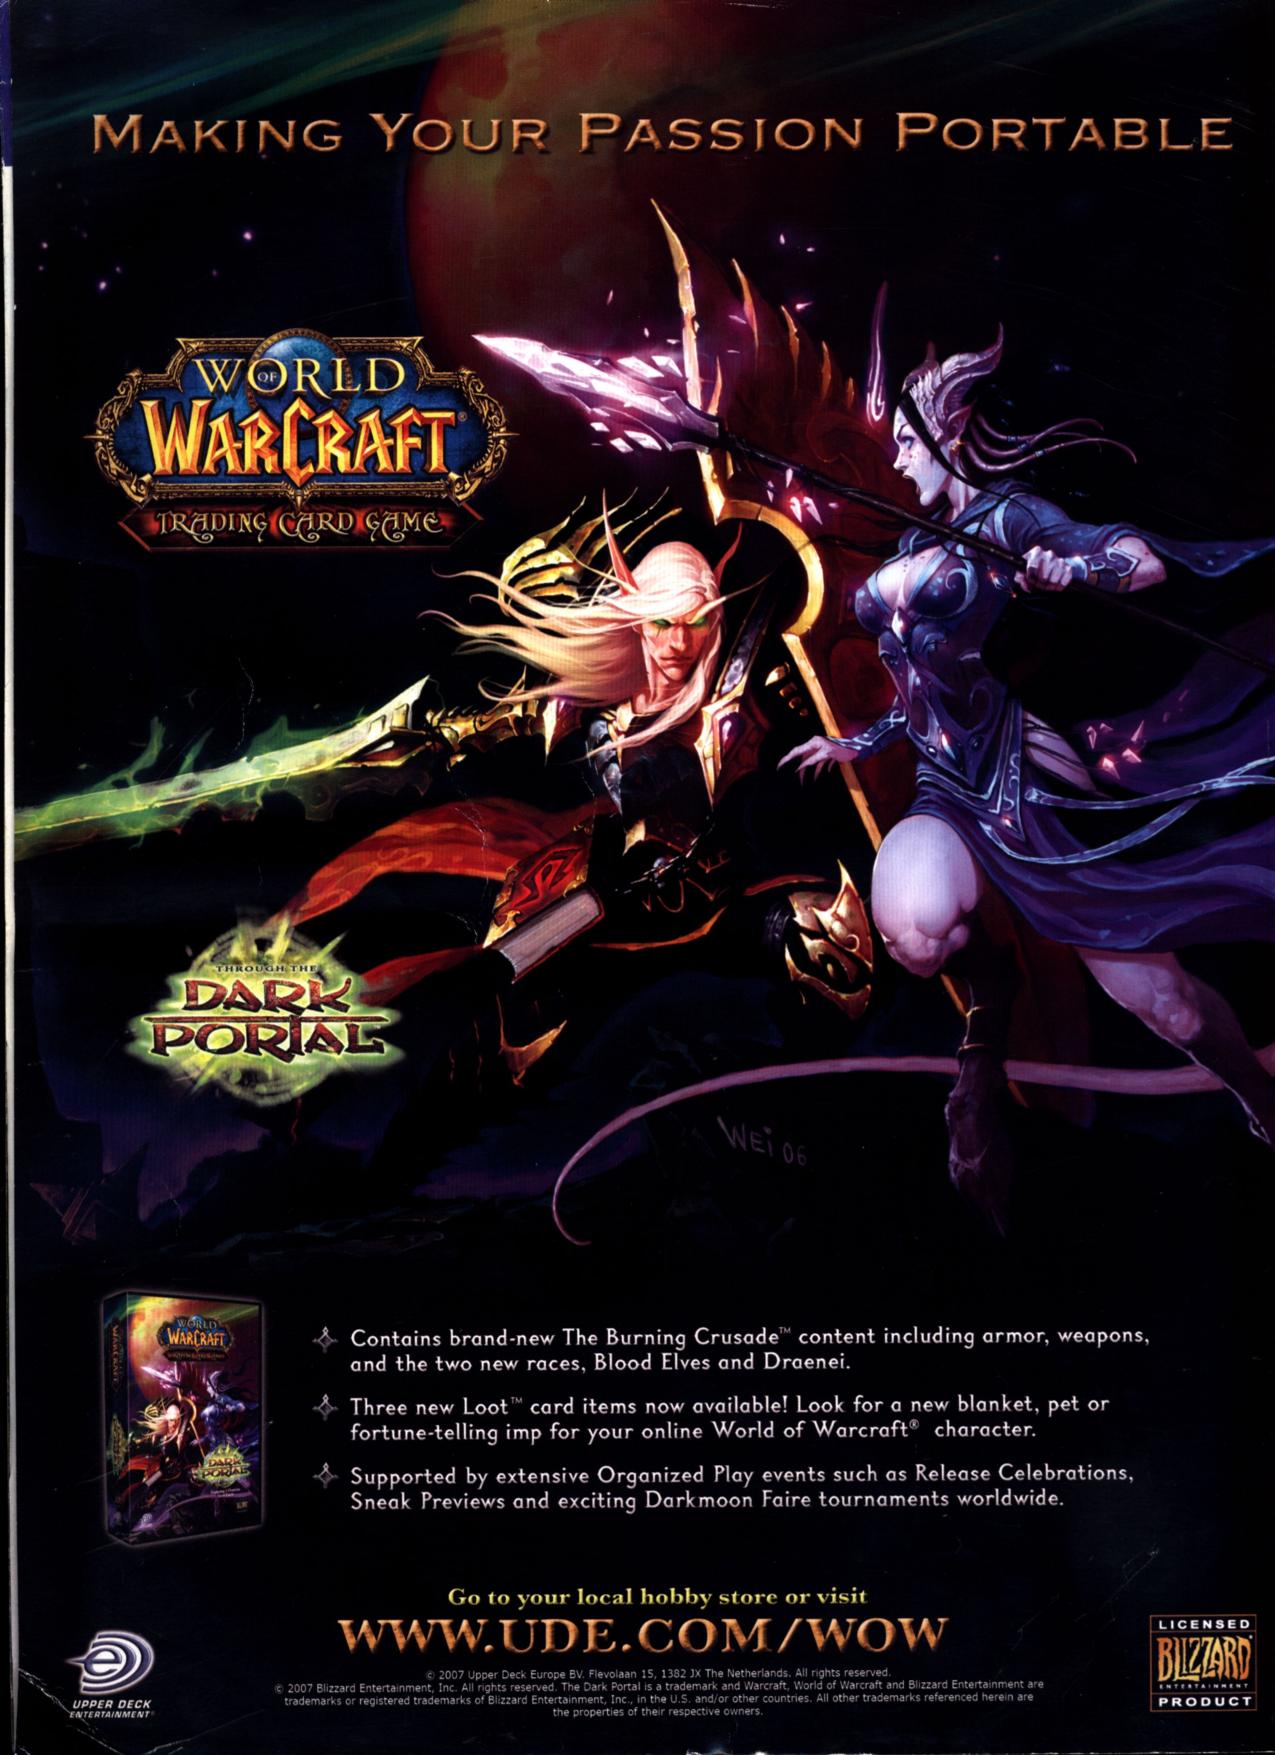 MAKING YOUR PASSION PORTABLE
WORLD
OF
WARCRAFT®
TRADING CARD GAME
THROUGH THE
DARK
PORTAL
WEI 06
WORLD
WARCRAFT
DARK
PORTAL
Contains brand-new The Burning Crusade™ content including armor, weapons,
and the two new races, Blood Elves and Draenei.
Three new Loot™ card items now available! Look for a new blanket, pet or
fortune-telling imp for your online World of Warcraft® character.
Supported by extensive Organized Play events such as Release Celebrations,
Sneak Previews and exciting Darkmoon Faire tournaments worldwide.
Go to your local hobby store or visit
WWW.UDE.COM/WOW
© 2007 Upper Deck Europe BV. Flevolaan 15, 1382 JX The Netherlands. All rights reserved.
© 2007 Blizzard Entertainment, Inc. All rights reserved. The Dark Portal is a trademark and Warcraft, World of Warcraft and Blizzard Entertainment are
trademarks or registered trademarks of Blizzard Entertainment, Inc., in the U.S. and/or other countries. All other trademarks referenced herein are
the properties of their respective owners.
UPPER DECK
ENTERTAINMENT
LICENSED
BLIZZARD
ENTERTAINMENT
PRODUCT